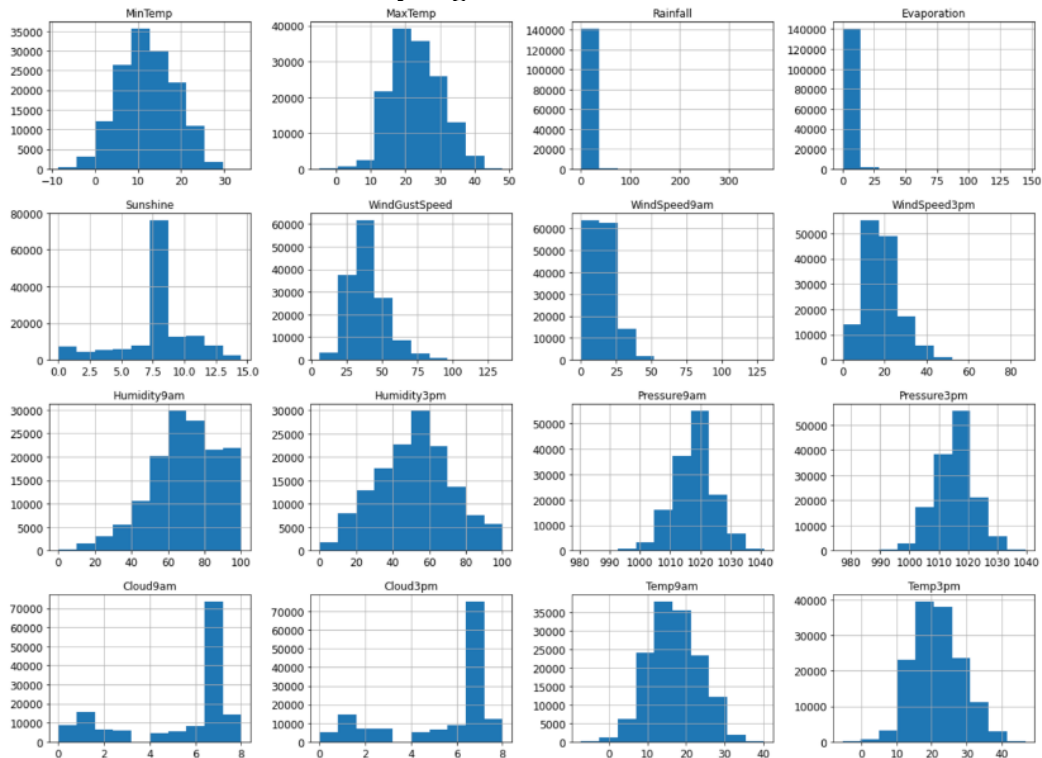 MinTemp MaxTemp Rainfall Evaporation
35000 30000 25000 20000 15000 10000 5000 0
−10 0 10 20 30
40000 30000 20000 10000 0
0 10 20 30 40 50
140000 120000 100000 80000 60000 40000 20000 0
0 100 200 300
140000 120000 100000 80000 60000 40000 20000 0
0 25 50 75 100 125 150
Sunshine WindGustSpeed WindSpeed9am WindSpeed3pm
80000 60000 40000 20000 0
0.0 2.5 5.0 7.5 10.0 12.5 15.0
60000 50000 40000 30000 20000 10000 0
25 50 75 100 125
60000 50000 40000 30000 20000 10000 0
0 25 50 75 100 125
50000 40000 30000 20000 10000 0
0 20 40 60 80
Humidity9am Humidity3pm Pressure9am Pressure3pm
30000 25000 20000 15000 10000 5000 0
0 20 40 60 80 100
30000 25000 20000 15000 10000 5000 0
0 20 40 60 80 100
50000 40000 30000 20000 10000 0
980 990 1000 1010 1020 1030 1040
50000 40000 30000 20000 10000 0
980 990 1000 1010 1020 1030 1040
Cloud9am Cloud3pm Temp9am Temp3pm
70000 60000 50000 40000 30000 20000 10000 0
0 2 4 6 8
70000 60000 50000 40000 30000 20000 10000 0
0 2 4 6 8
35000 30000 25000 20000 15000 10000 5000 0
0 10 20 30 40
40000 30000 20000 10000 0
0 10 20 30 40